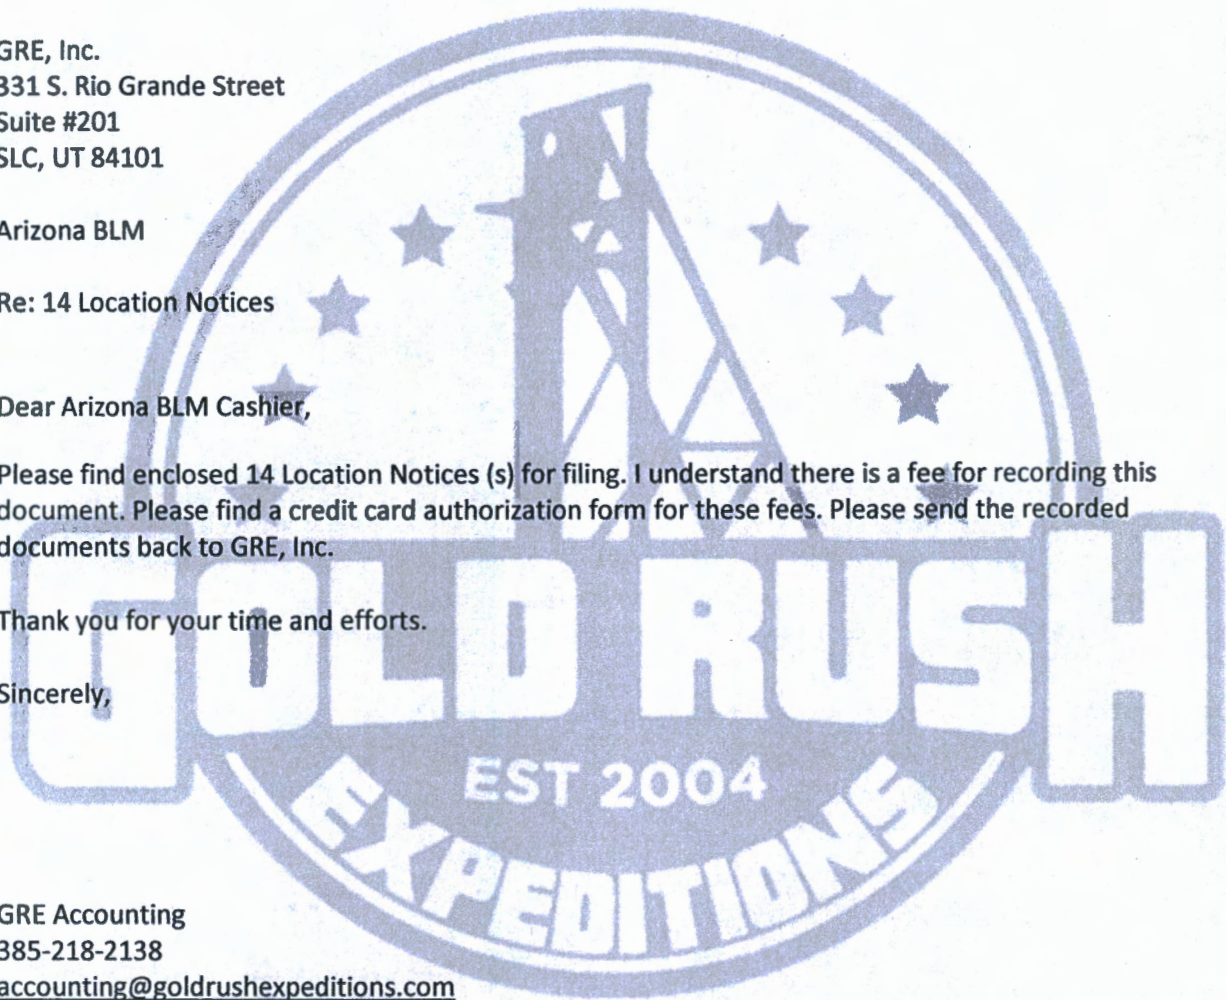 GRE, Inc.
331 S. Rio Grande Street
Suite #201
SLC, UT 84101
Arizona BLM
Re: 14 Location Notices
Dear Arizona BLM Cashier,
Please find enclosed 14 Location Notices (s) for filing. I understand there is a fee for recording this
document. Please find a credit card authorization form for these fees. Please send the recorded
documents back to GRE, Inc.
Thank you for your time and efforts.
Sincerely,
GOLD RUSH
EST 2004
EXPEDITIONS
GRE Accounting
385-218-2138
accounting@goldrushexpeditions.com